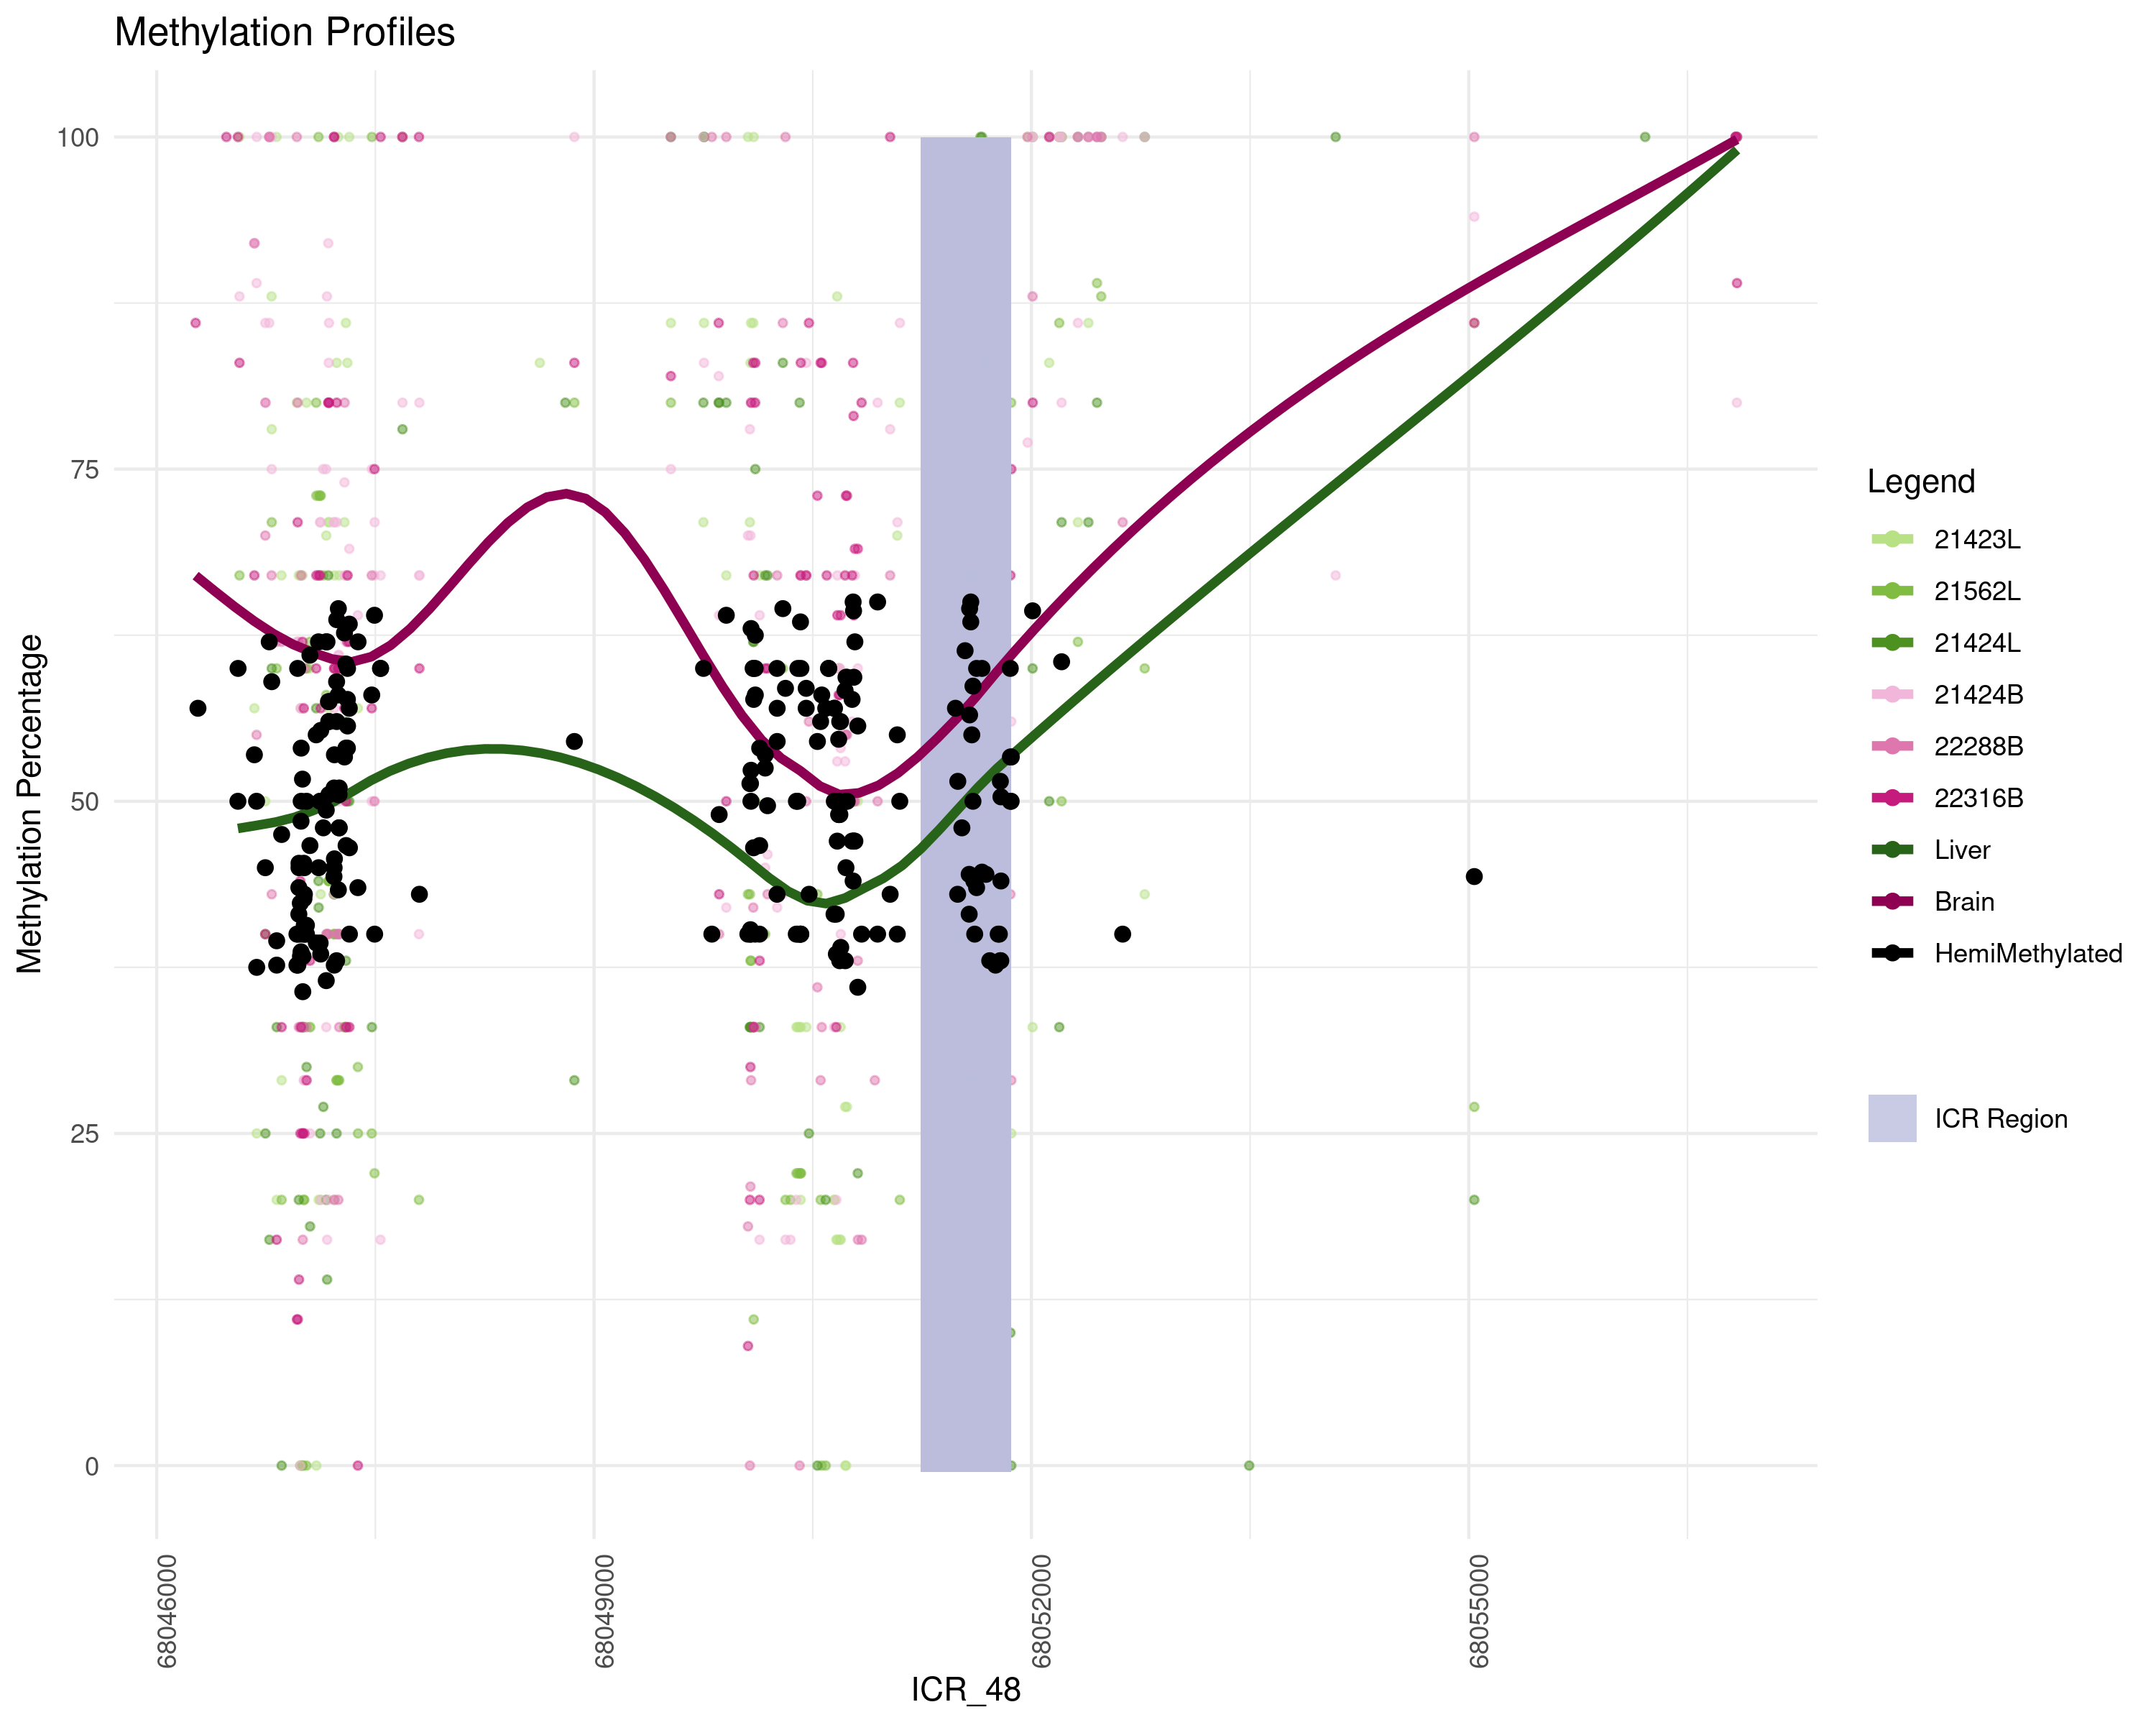 Methylation Profiles
Methylation Percentage
100
75
50
25
0
68046000
68049000
68052000
68055000
ICR_48
Legend
21423L
21562L
21424L
21424B
22288B
22316B
Liver
Brain
HemiMethylated
ICR Region